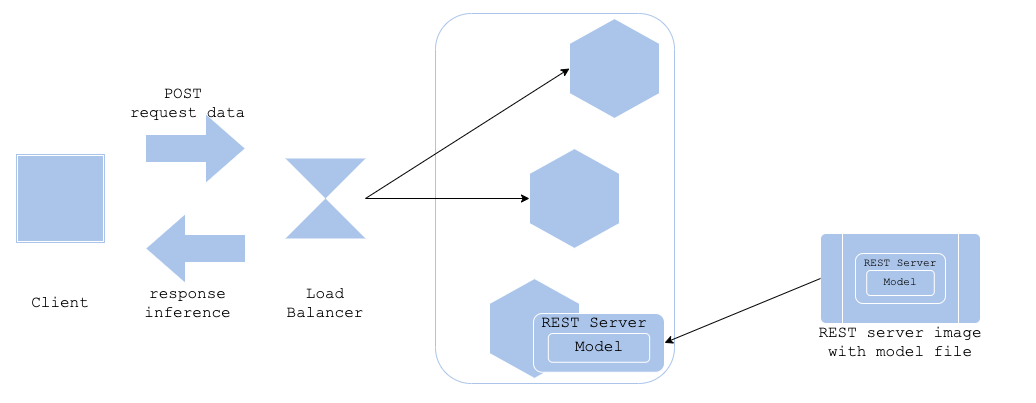 POST
request data
Client
response
inference
Load
Balancer
REST Server
Model
REST Server
Model
REST server image
with model file